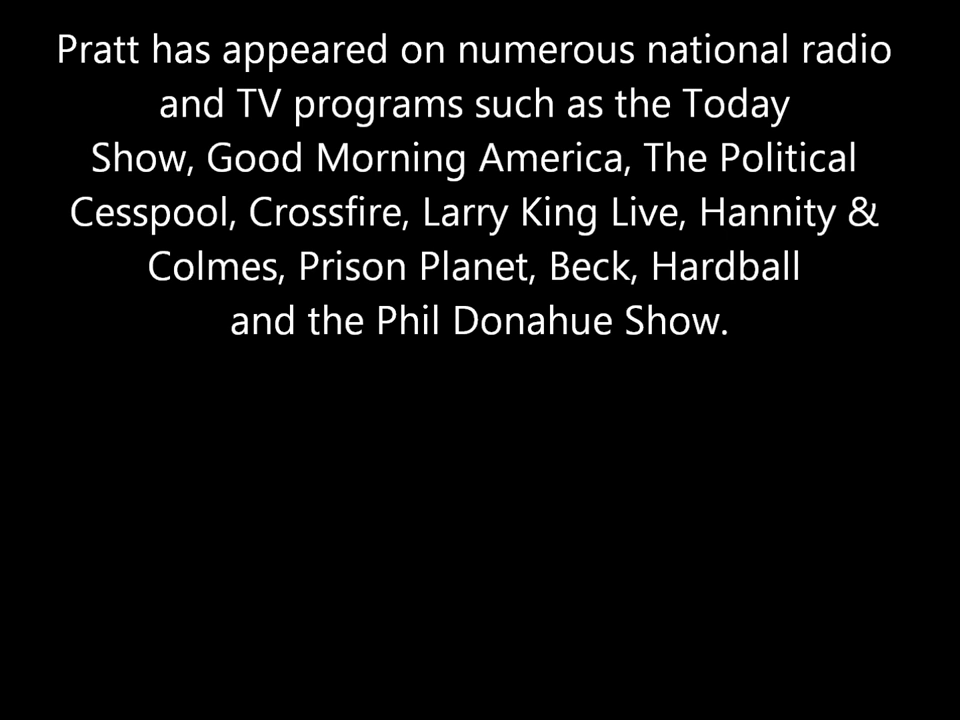 Pratt has appeared on numerous national radio
and TV programs such as the Today
Show, Good Morning America, The Political
Cesspool, Crossfire, Larry King Live, Hannity &
Colmes, Prison Planet, Beck, Hardball
and the Phil Donahue Show.